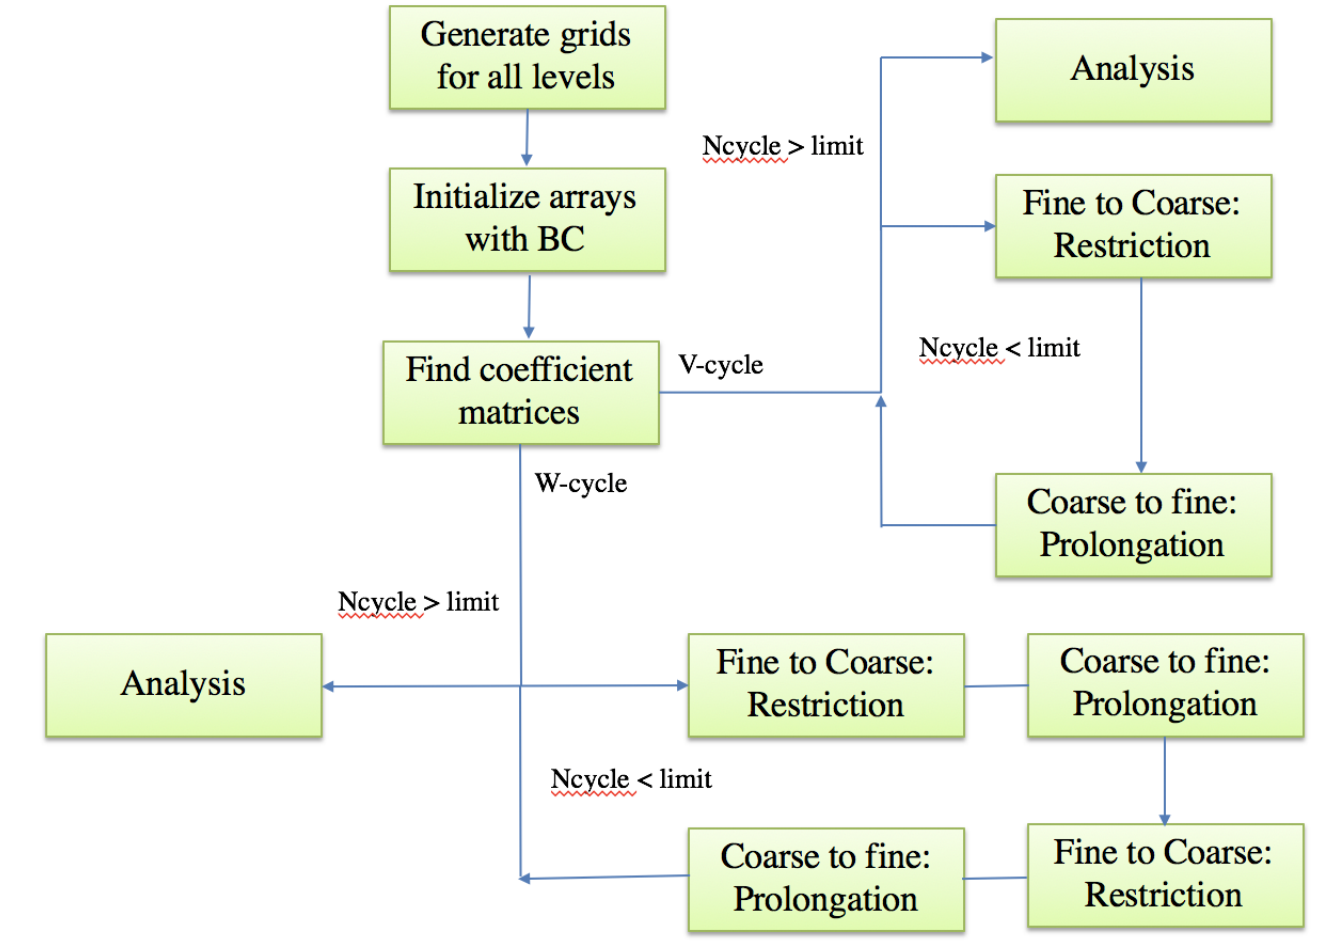 Generate grids
for all levels
Initialize arrays
with BC
Find coefficient
matrices
V-cycle
Ncycle > limit
Analysis
Fine to Coarse:
Restriction
Ncycle < limit
Coarse to fine:
Prolongation
W-cycle
Ncycle > limit
Analysis
Fine to Coarse:
Restriction
Coarse to fine:
Prolongation
Ncycle < limit
Coarse to fine:
Prolongation
Fine to Coarse:
Restriction